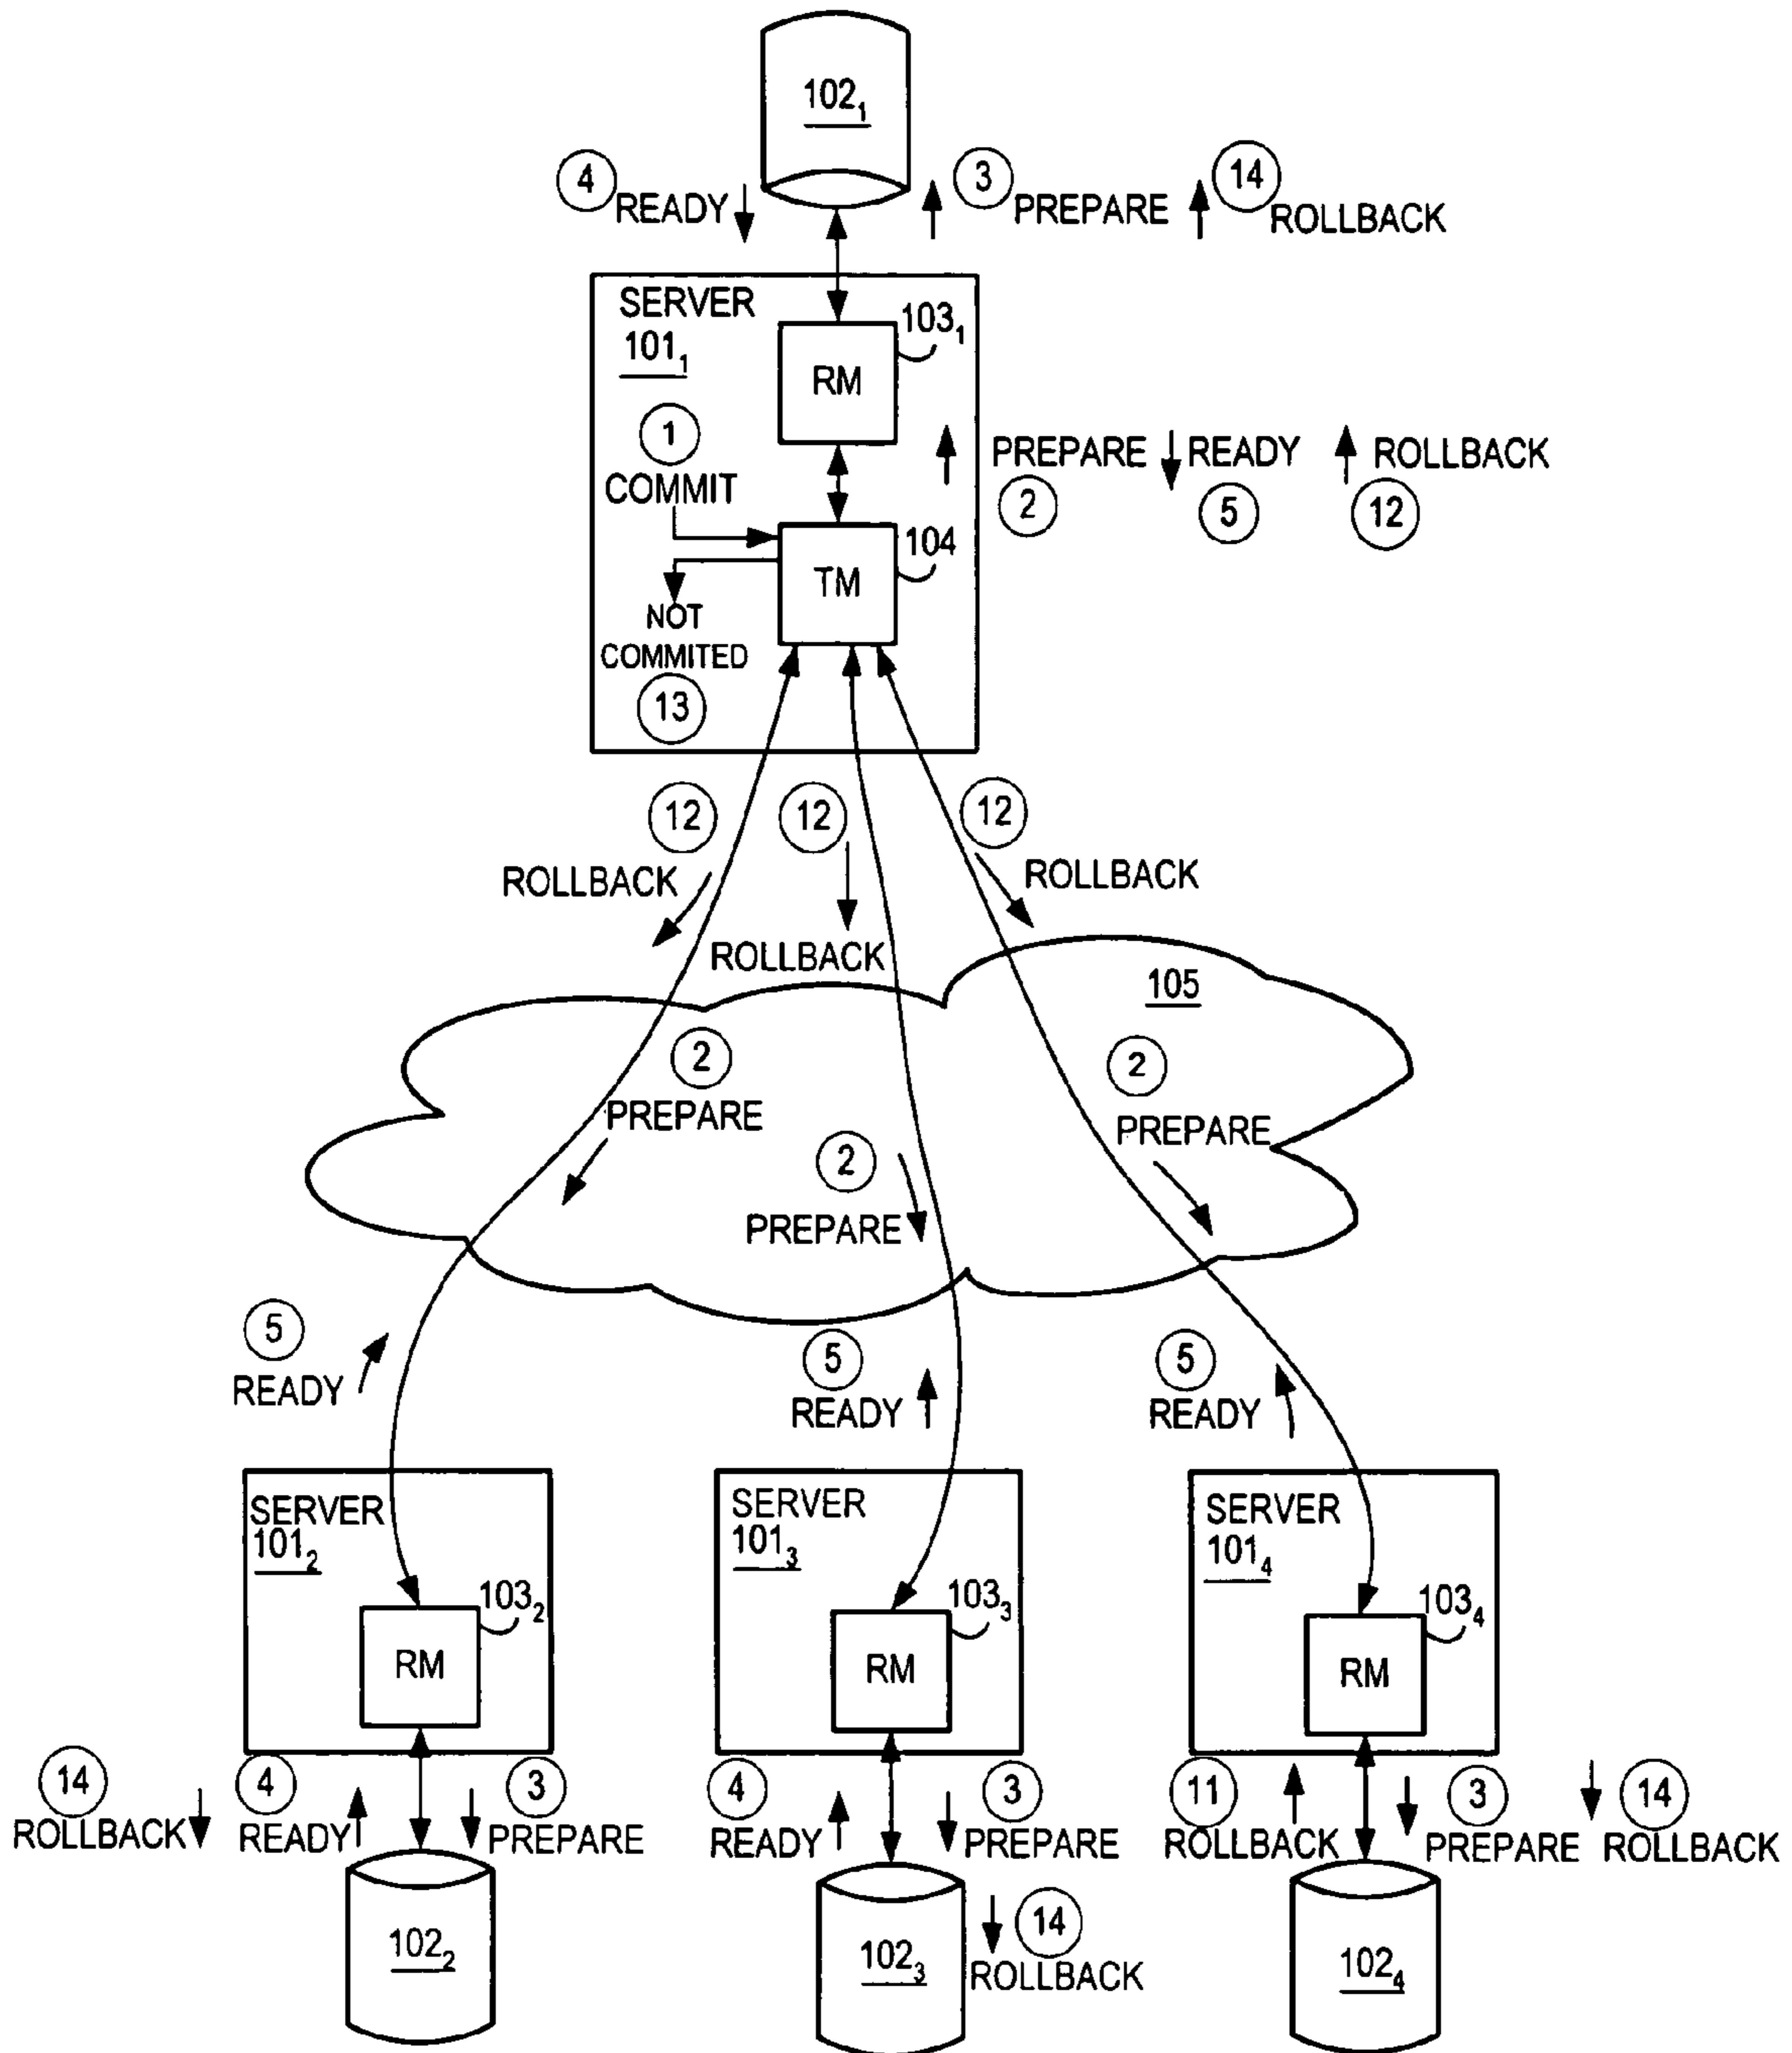 102₁
4 READY
3 PREPARE
14 ROLLBACK
SERVER
101₁
103₁
RM
1
COMMIT
PREPARE READY ROLLBACK
2 5 12
104
TM
NOT
COMMITED
13
12 12 12
ROLLBACK
ROLLBACK
ROLLBACK
105
2
PREPARE
2
PREPARE
2
PREPARE
5
READY
5
READY
5
READY
SERVER
101₂
103₂
RM
SERVER
101₃
103₃
RM
SERVER
101₄
103₄
RM
14
ROLLBACK
4
READY
3
PREPARE
4
READY
3
PREPARE
11
ROLLBACK
3
PREPARE
14
ROLLBACK
102₂
102₃
14
ROLLBACK
102₄